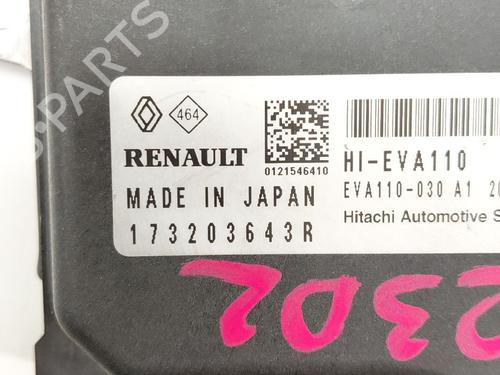 464
RENAULT
0121546410
MADE IN JAPAN
173203643R
HI-EVA110
EVA110-030 A1
Hitachi Automotive S
2302
B-PARTS